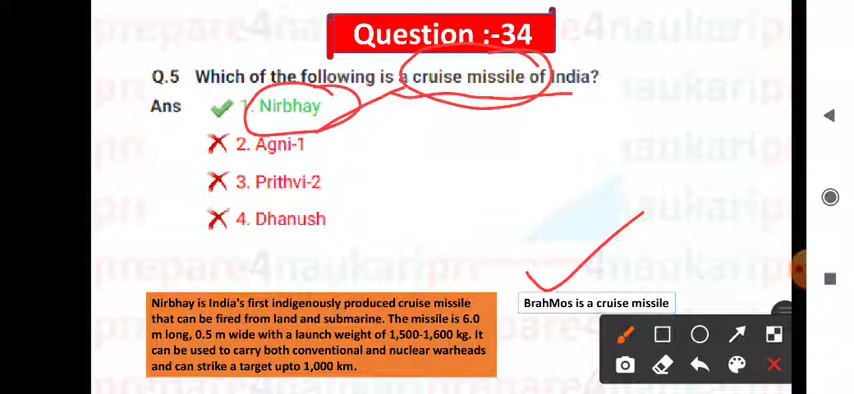 Question :-34
Q.5 Which of the following is a cruise missile of India?
Ans 1. Nirbhay
2. Agni-1
3. Prithvi-2
4. Dhanush
Nirbhay is India's first indigenously produced cruise missile
that can be fired from land and submarine. The missile is 6.0
m long, 0.5 m wide with a launch weight of 1,500-1,600 kg. It
can be used to carry both conventional and nuclear warheads
and can strike a target upto 1,000 km.
BrahMos is a cruise missile